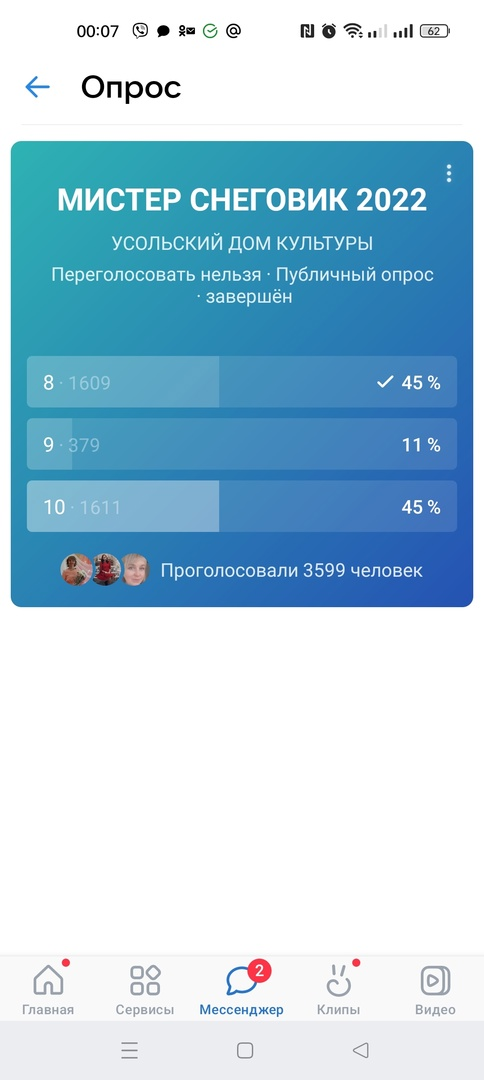 00:07
62
Опрос
МИСТЕР СНЕГОВИК 2022
УСОЛЬСКИЙ ДОМ КУЛЬТУРЫ
Переголосовать нельзя · Публичный опрос
· завершён
8 · 1609 45 %
9 · 379 11 %
10 · 1611 45 %
Проголосовали 3599 человек
2
Главная Сервисы Мессенджер Клипы Видео